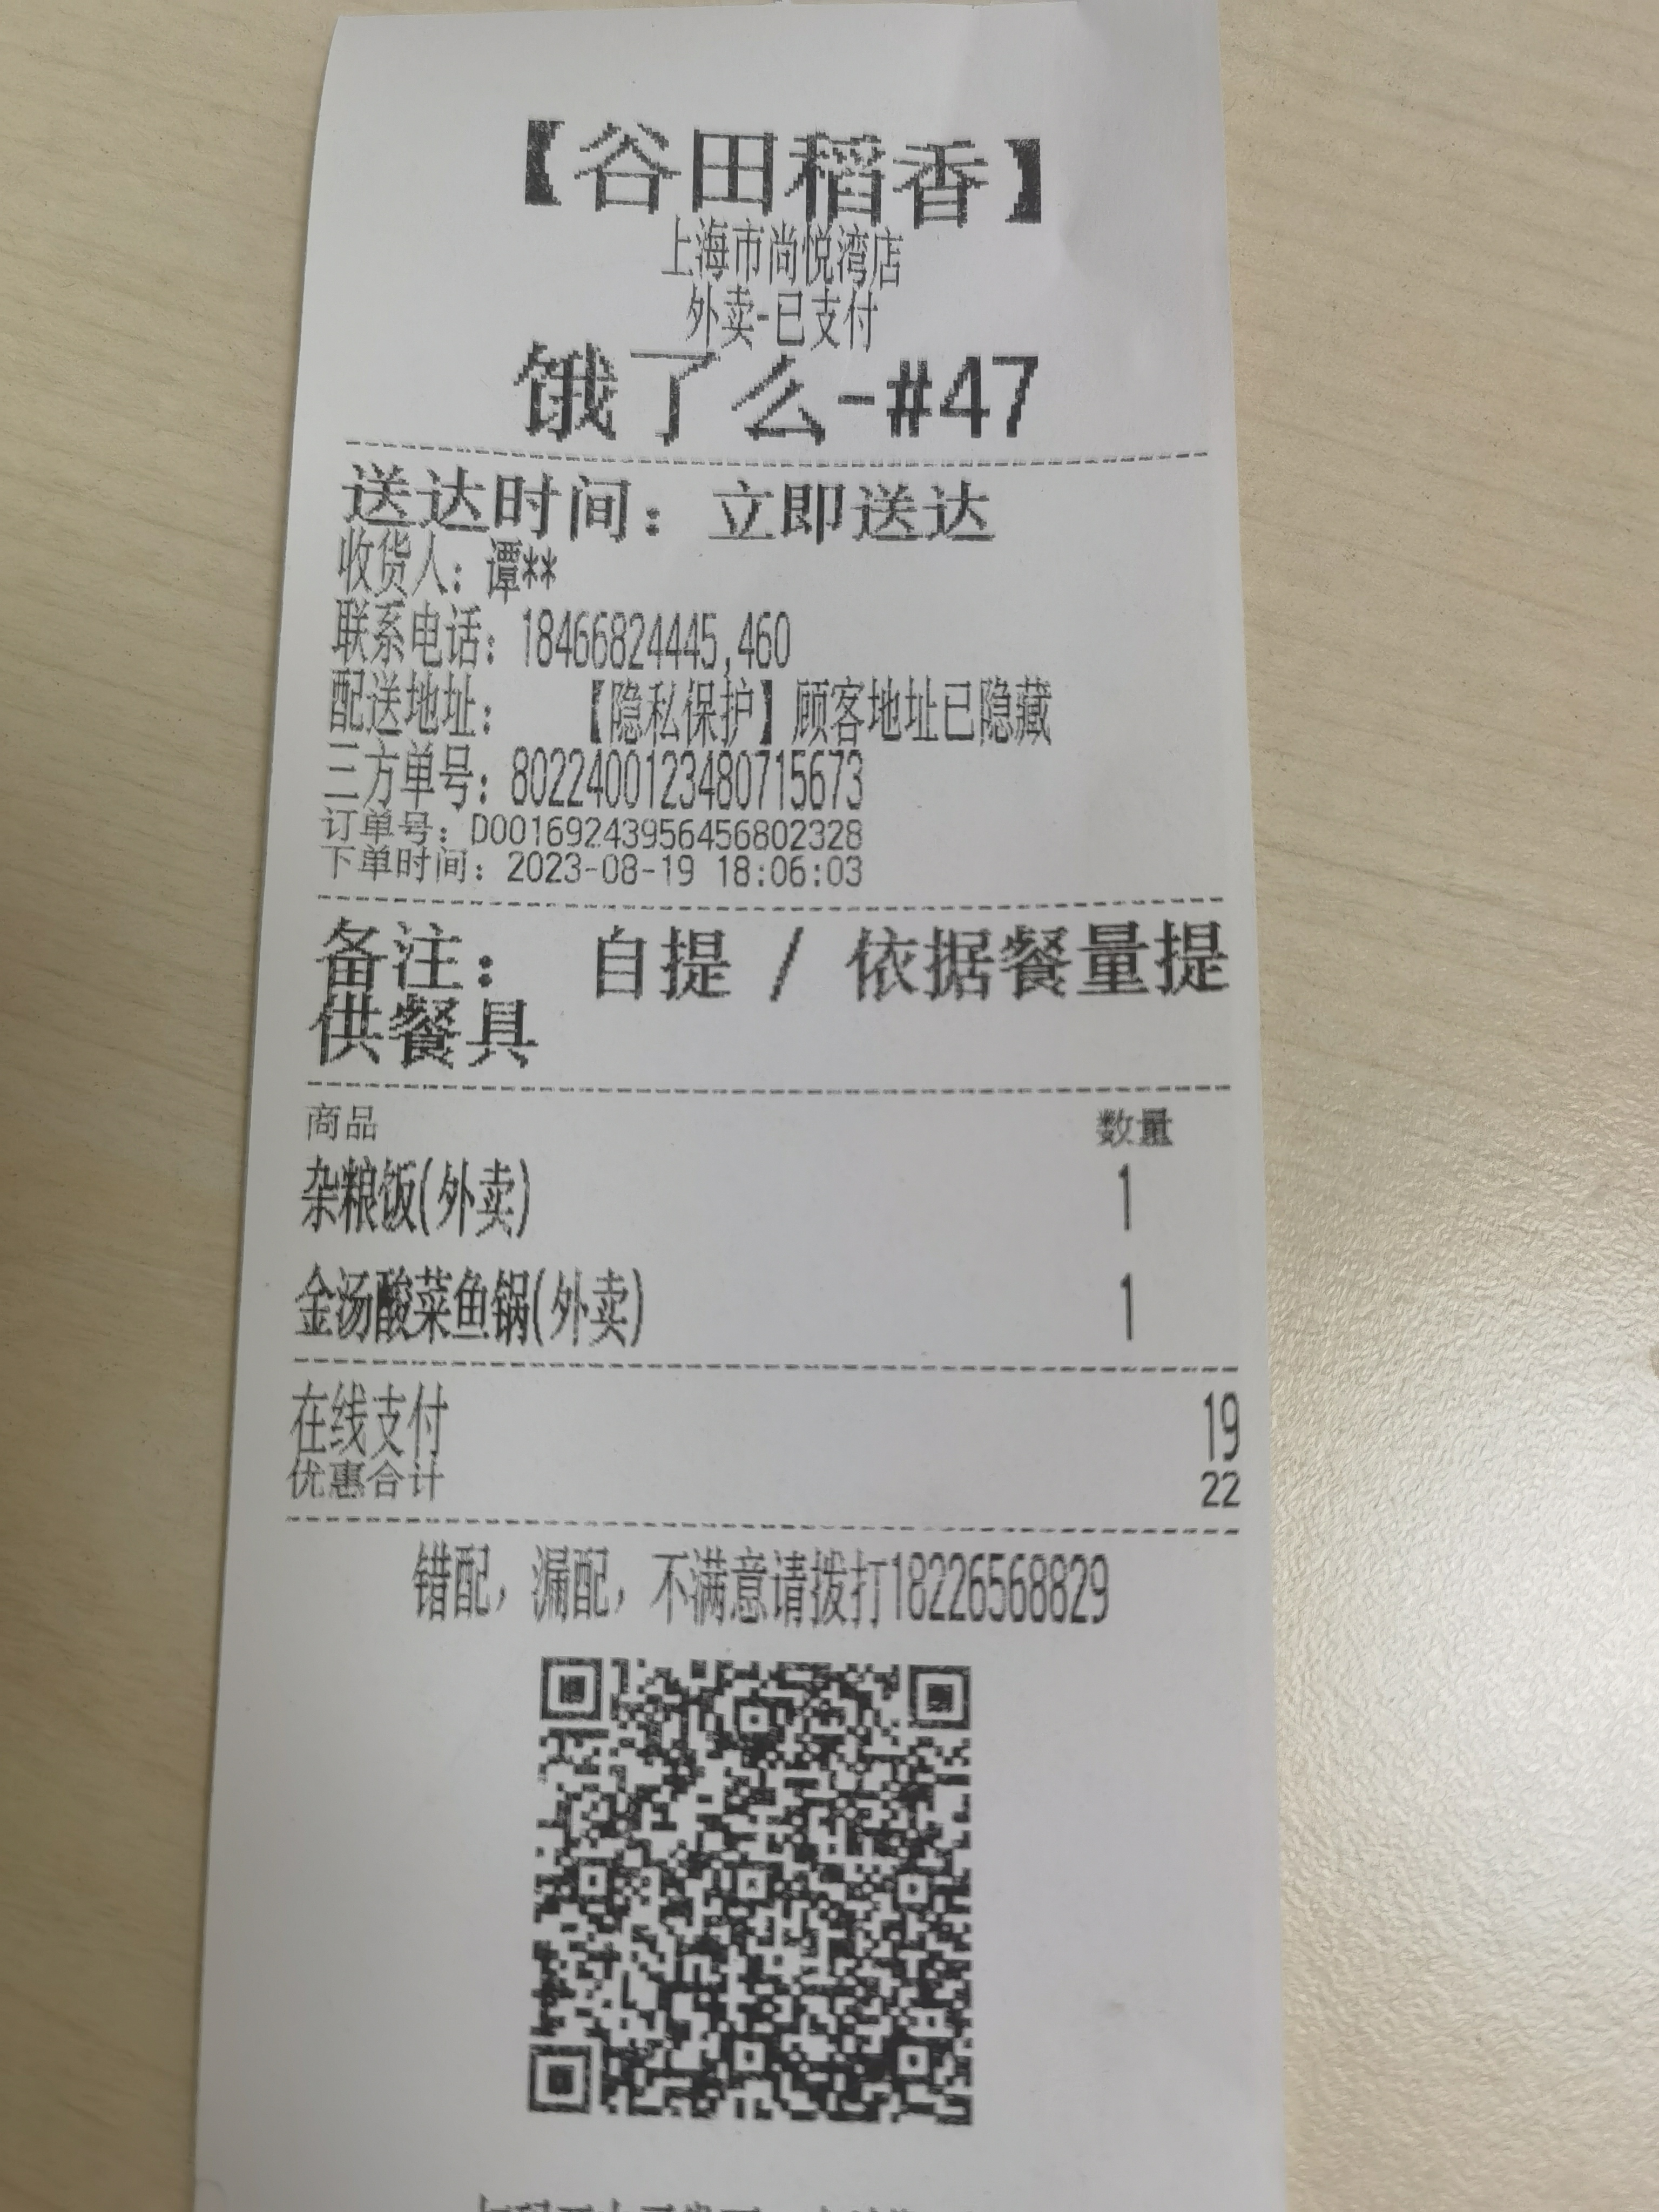 【谷田稻香】
上海市尚悦湾店
外卖-已支付
饿了么-#47
送达时间：立即送达
收货人：谭**
联系电话：18466824445,460
配送地址： 【隐私保护】顾客地址已隐藏
三方单号：8022400123480715673
订单号：D00169243956456802328
下单时间：2023-08-19 18:06:03
备注： 自提 / 依据餐量提
供餐具
商品 数量
杂粮饭(外卖) 1
金汤酸菜鱼锅(外卖) 1
在线支付 19
优惠合计 22
错配，漏配，不满意请拨打18226568829